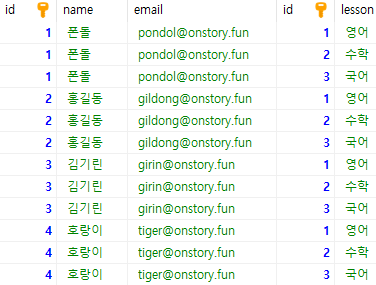 id name email id lesson
1 폰돌 pondol@onstory.fun 1 영어
1 폰돌 pondol@onstory.fun 2 수학
1 폰돌 pondol@onstory.fun 3 국어
2 홍길동 gildong@onstory.fun 1 영어
2 홍길동 gildong@onstory.fun 2 수학
2 홍길동 gildong@onstory.fun 3 국어
3 김기린 girin@onstory.fun 1 영어
3 김기린 girin@onstory.fun 2 수학
3 김기린 girin@onstory.fun 3 국어
4 호랑이 tiger@onstory.fun 1 영어
4 호랑이 tiger@onstory.fun 2 수학
4 호랑이 tiger@onstory.fun 3 국어